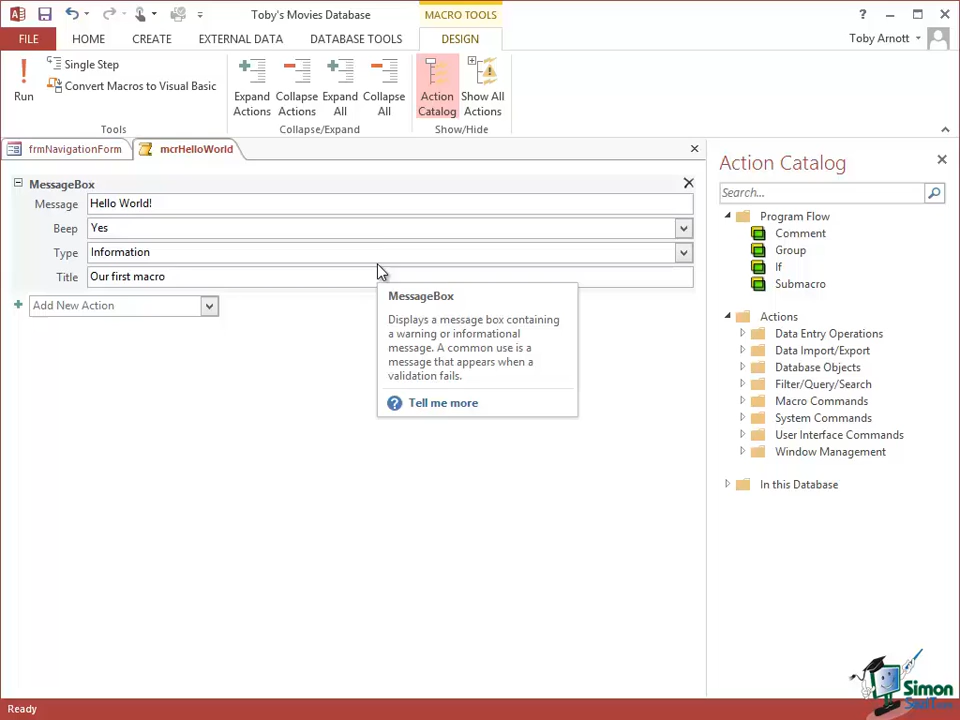 Toby's Movies Database
MACRO TOOLS
?
FILE
HOME
CREATE
EXTERNAL DATA
DATABASE TOOLS
DESIGN
Toby Arnott
Run
Single Step
Convert Macros to Visual Basic
Tools
Expand Actions
Collapse Actions
Expand All
Collapse All
Collapse/Expand
Action Catalog
Show All Actions
Show/Hide
frmNavigationForm
mcrHelloWorld
MessageBox
Message
Hello World!
Beep
Yes
Type
Information
Title
Our first macro
Add New Action
MessageBox
Displays a message box containing
a warning or informational
message. A common use is a
message that appears when a
validation fails.
Tell me more
Action Catalog
Search...
Program Flow
Comment
Group
If
Submacro
Actions
Data Entry Operations
Data Import/Export
Database Objects
Filter/Query/Search
Macro Commands
System Commands
User Interface Commands
Window Management
In this Database
Ready
Simon